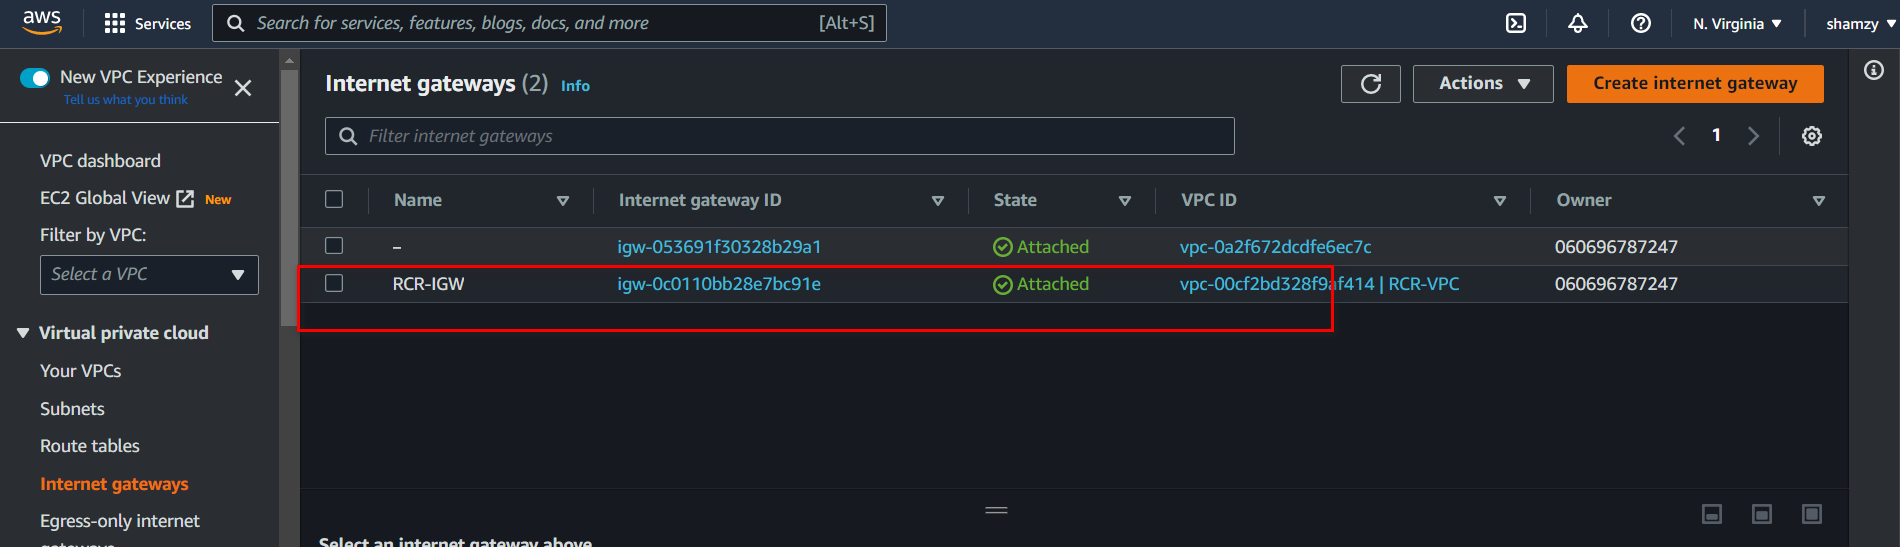 aws Services Search for services, features, blogs, docs, and more [Alt+S] N. Virginia shamzy
New VPC Experience
Tell us what you think
VPC dashboard
EC2 Global View New
Filter by VPC:
Select a VPC
Virtual private cloud
Your VPCs
Subnets
Route tables
Internet gateways
Egress-only internet
gateways
Internet gateways (2) Info Actions Create internet gateway
Filter internet gateways 1
Name Internet gateway ID State VPC ID Owner
– igw-053691f30328b29a1 Attached vpc-0a2f672dcdfe6ec7c 060696787247
RCR-IGW igw-0c0110bb28e7bc91e Attached vpc-00cf2bd328f9af414 | RCR-VPC 060696787247
Select an internet gateway above